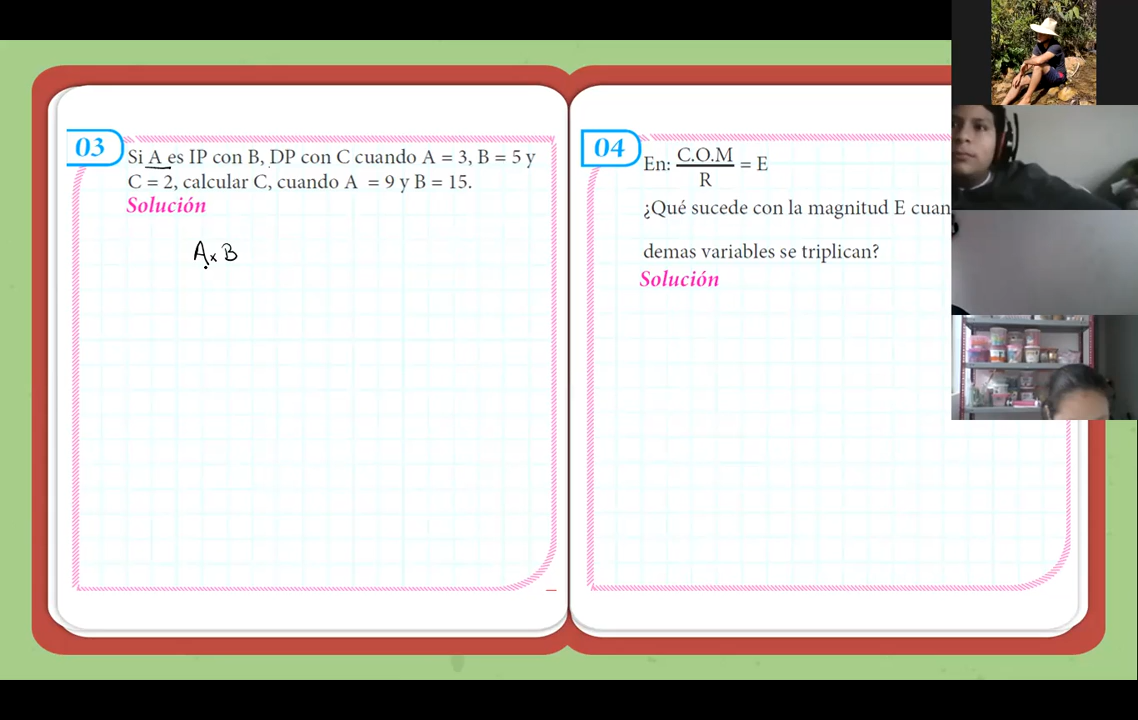 03
Si A es IP con B, DP con C cuando A = 3, B = 5 y
C = 2, calcular C, cuando A = 9 y B = 15.
Solución
A x B
04
En: C.O.M / R = E
¿Qué sucede con la magnitud E cuan
demas variables se triplican?
Solución